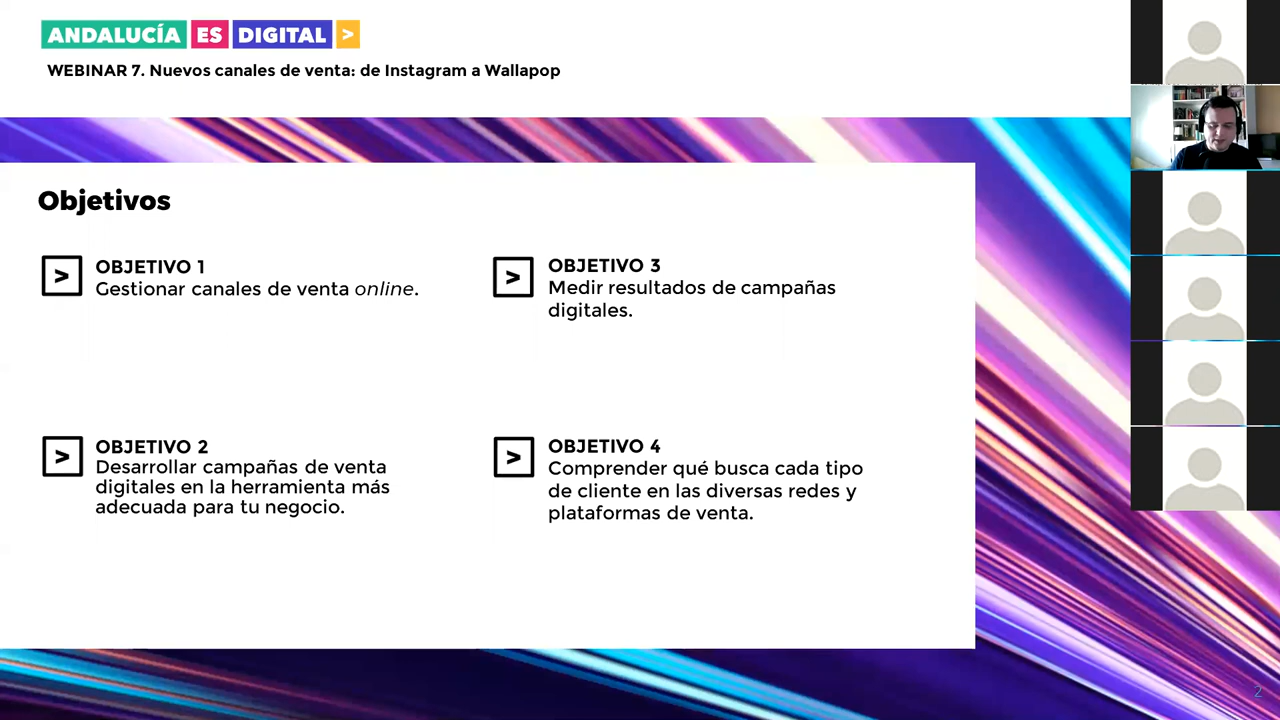 ANDALUCÍA ES DIGITAL >
WEBINAR 7. Nuevos canales de venta: de Instagram a Wallapop
Objetivos
> OBJETIVO 1
Gestionar canales de venta online.
> OBJETIVO 2
Desarrollar campañas de venta
digitales en la herramienta más
adecuada para tu negocio.
> OBJETIVO 3
Medir resultados de campañas
digitales.
> OBJETIVO 4
Comprender qué busca cada tipo
de cliente en las diversas redes y
plataformas de venta.
2